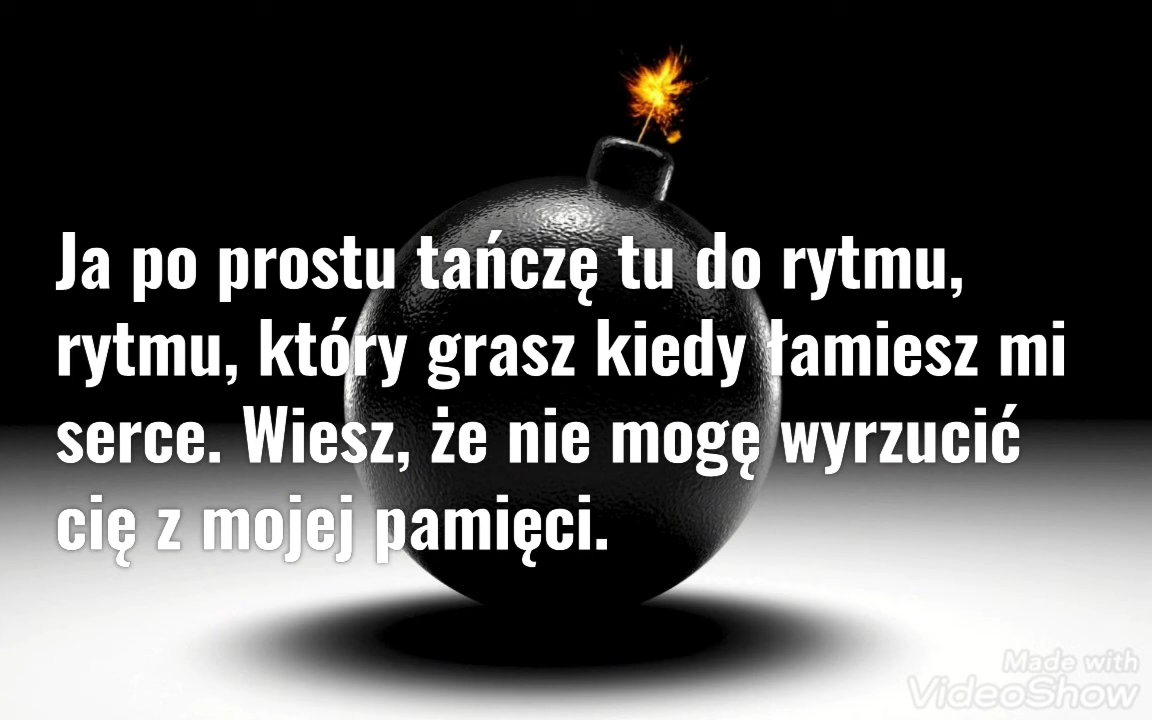 Ja po prostu tańczę tu do rytmu,
rytmu, który grasz kiedy łamiesz mi
serce. Wiesz, że nie mogę wyrzucić
cię z mojej pamięci.
Made with
VideoShow